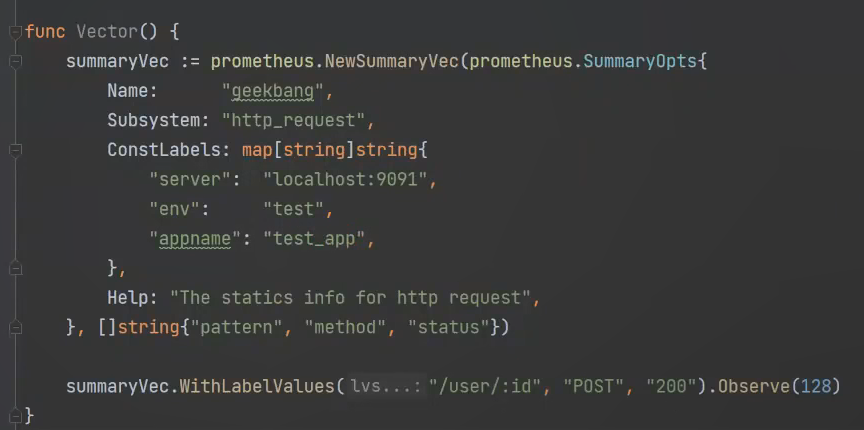 func Vector() {
    summaryVec := prometheus.NewSummaryVec(prometheus.SummaryOpts{
        Name:      "geekbang",
        Subsystem: "http_request",
        ConstLabels: map[string]string{
            "server":  "localhost:9091",
            "env":     "test",
            "appname": "test_app",
        },
        Help: "The statics info for http request",
    }, []string{"pattern", "method", "status"})
    summaryVec.WithLabelValues( lvs...: "/user/:id", "POST", "200").Observe(128)
}